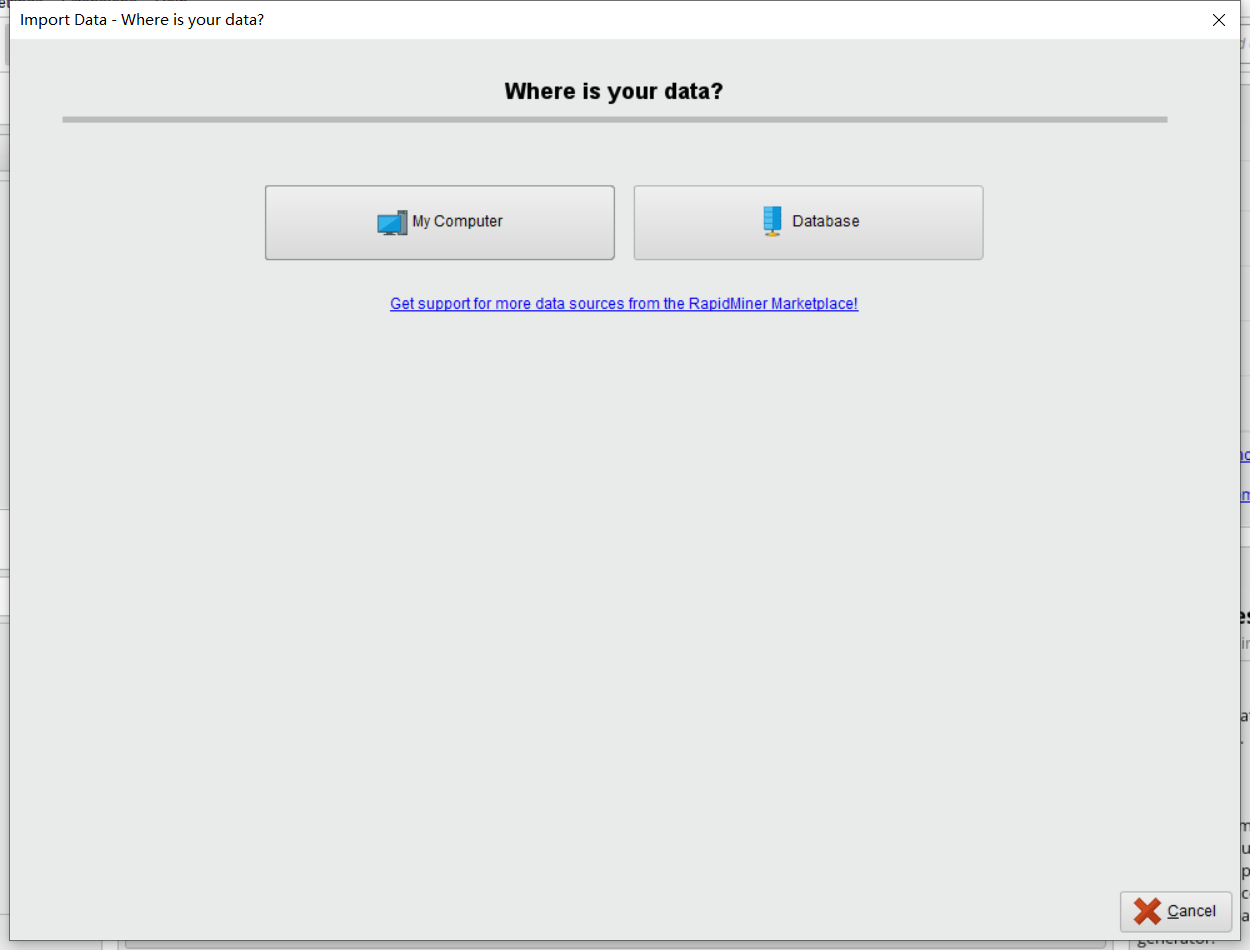 Import Data - Where is your data?
Where is your data?
My Computer
Database
Get support for more data sources from the RapidMiner Marketplace!
Cancel
generator.